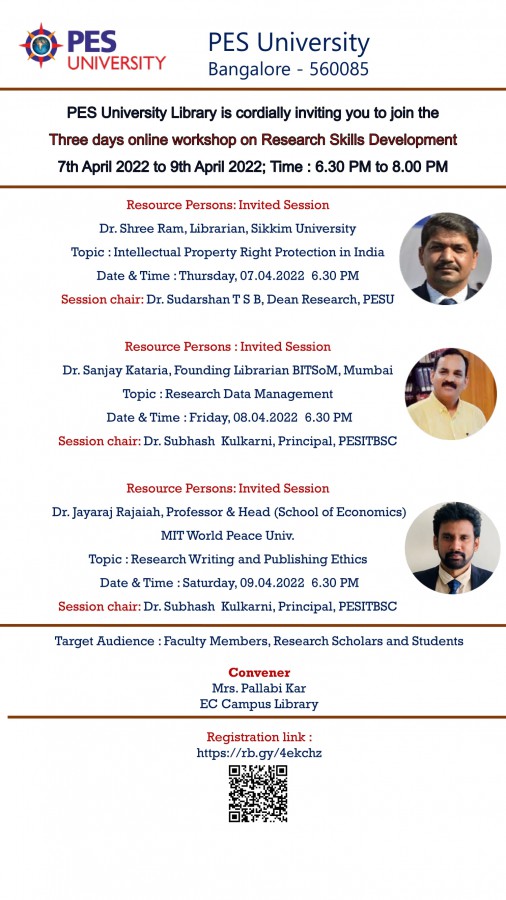 PES
UNIVERSITY
PES University
Bangalore - 560085
PES University Library is cordially inviting you to join the
Three days online workshop on Research Skills Development
7th April 2022 to 9th April 2022; Time : 6.30 PM to 8.00 PM
Resource Persons: Invited Session
Dr. Shree Ram, Librarian, Sikkim University
Topic : Intellectual Property Right Protection in India
Date & Time : Thursday, 07.04.2022 6.30 PM
Session chair: Dr. Sudarshan T S B, Dean Research, PESU
Resource Persons : Invited Session
Dr. Sanjay Kataria, Founding Librarian BITSoM, Mumbai
Topic : Research Data Management
Date & Time : Friday, 08.04.2022 6.30 PM
Session chair: Dr. Subhash Kulkarni, Principal, PESITBSC
Resource Persons: Invited Session
Dr. Jayaraj Rajaiah, Professor & Head (School of Economics)
MIT World Peace Univ.
Topic : Research Writing and Publishing Ethics
Date & Time : Saturday, 09.04.2022 6.30 PM
Session chair: Dr. Subhash Kulkarni, Principal, PESITBSC
Target Audience : Faculty Members, Research Scholars and Students
Convener
Mrs. Pallabi Kar
EC Campus Library
Registration link :
https://rb.gy/4ekchz